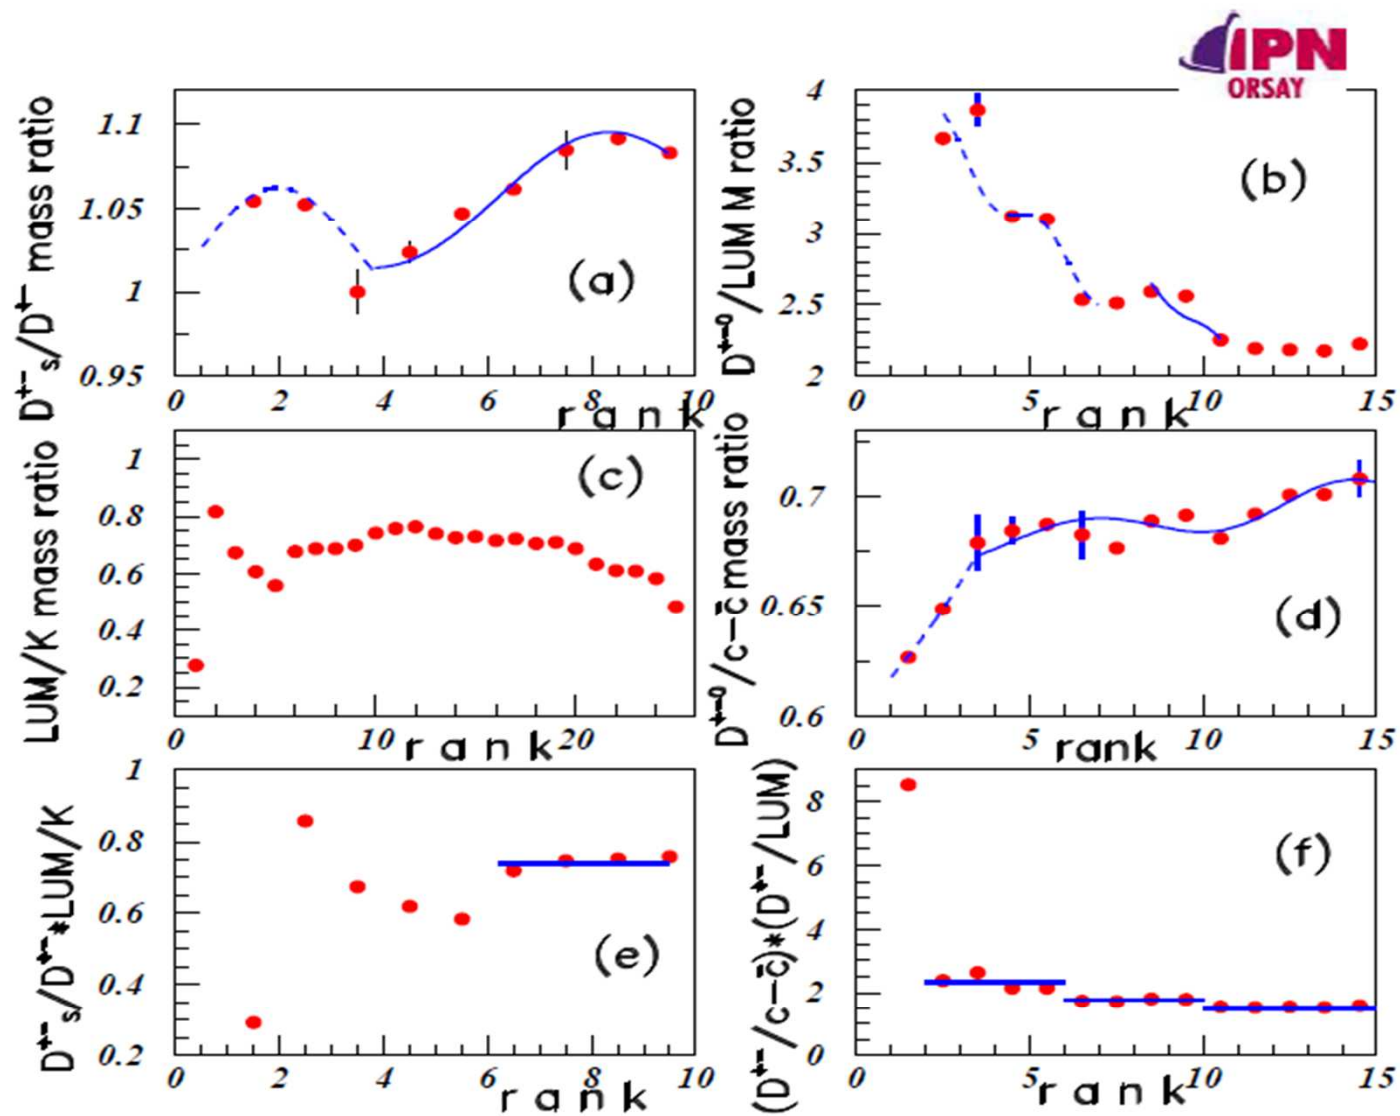 IPN
ORSAY
D⁺⁻ₛ/D⁺⁻ mass ratio
1.1
1.05
1
0.95
(a)
0 2 4 6 8 10
rank
D⁺⁻⁰/LUM M ratio
4
3.5
3
2.5
2
(b)
0 5 10 15
rank
LUM/K mass ratio
1
0.8
0.6
0.4
0.2
(c)
0 10 20
rank
D⁺⁻⁰/c–c̄ mass ratio
0.7
0.65
0.6
(d)
0 5 10 15
rank
D⁺⁻ₛ/D⁺⁻*LUM/K
1
0.8
0.6
0.4
0.2
(e)
0 2 4 6 8 10
rank
(D⁺⁻/c–c̄)*(D⁺⁻/LUM)
8
6
4
2
0
(f)
0 5 10 15
rank